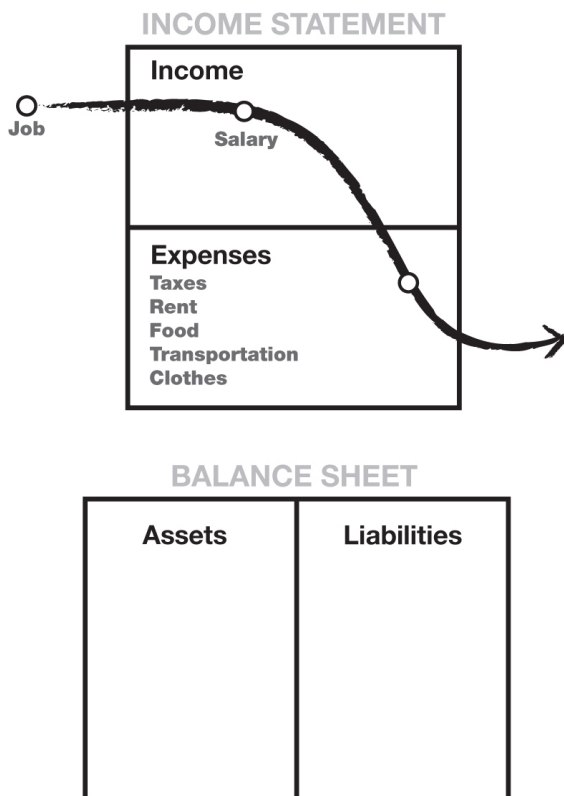 INCOME STATEMENT
Income
Job
Salary
Expenses
Taxes
Rent
Food
Transportation
Clothes
BALANCE SHEET
Assets
Liabilities